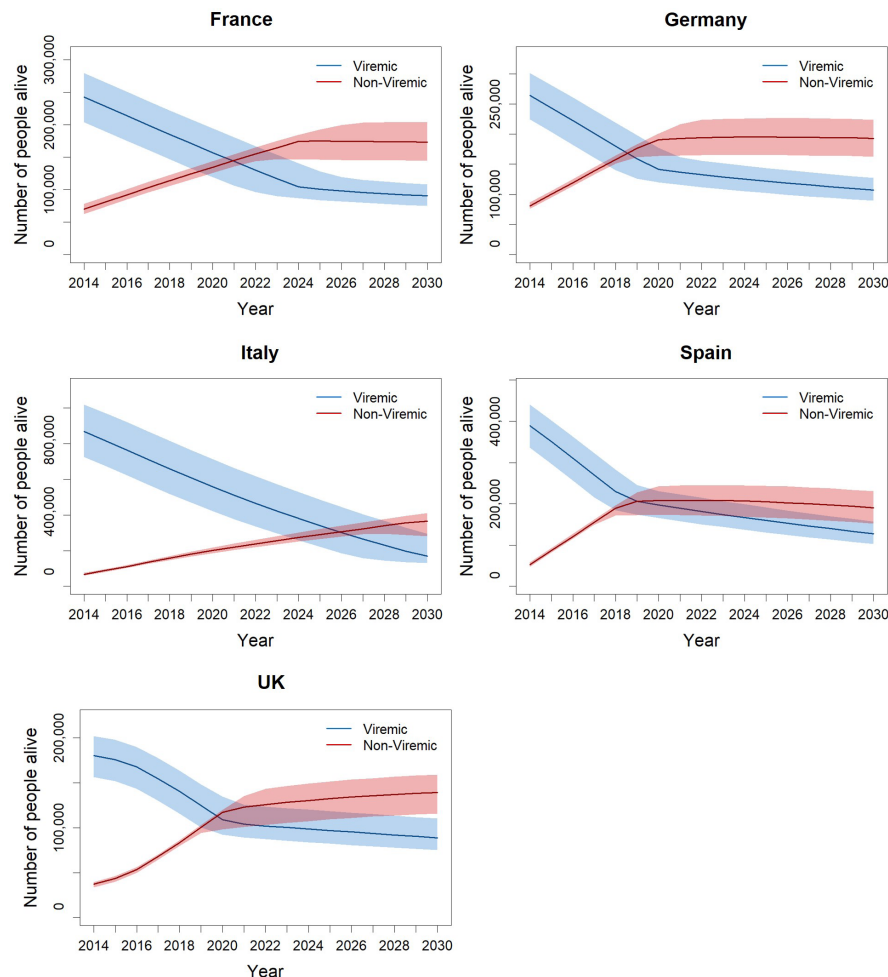 France
Number of people alive
300,000
200,000
100,000
0
Viremic
Non-Viremic
2014 2016 2018 2020 2022 2024 2026 2028 2030
Year
Germany
Number of people alive
250,000
100,000
0
Viremic
Non-Viremic
2014 2016 2018 2020 2022 2024 2026 2028 2030
Year
Italy
Number of people alive
800,000
400,000
0
Viremic
Non-Viremic
2014 2016 2018 2020 2022 2024 2026 2028 2030
Year
Spain
Number of people alive
400,000
200,000
0
Viremic
Non-Viremic
2014 2016 2018 2020 2022 2024 2026 2028 2030
Year
UK
Number of people alive
200,000
100,000
0
Viremic
Non-Viremic
2014 2016 2018 2020 2022 2024 2026 2028 2030
Year